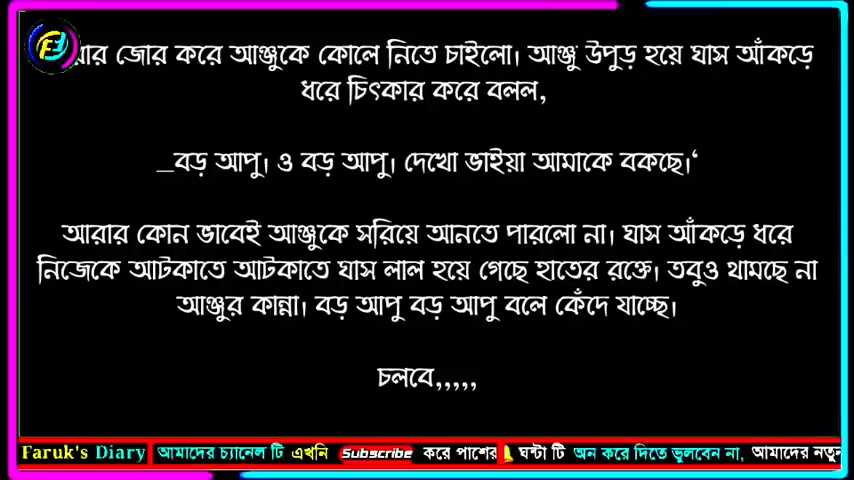 জোর করে আঞ্জুকে কোলে নিতে চাইলো। আঞ্জু উপুড় হয়ে ঘাস আঁকড়ে
ধরে চিৎকার করে বলল,
_বড় আপু। ও বড় আপু। দেখো ভাইয়া আমাকে বকছে।‘
আরার কোন ভাবেই আঞ্জুকে সরিয়ে আনতে পারলো না। ঘাস আঁকড়ে ধরে
নিজেকে আটকাতে আটকাতে ঘাস লাল হয়ে গেছে হাতের রক্তে। তবুও থামছে না
আঞ্জুর কান্না। বড় আপু বড় আপু বলে কেঁদে যাচ্ছে।
চলবে,,,,,
Faruk's Diary আমাদের চ্যানেল টি এখনি Subscribe করে পাশের ঘন্টা টি অন করে দিতে ভুলবেন না, আমাদের নতুন